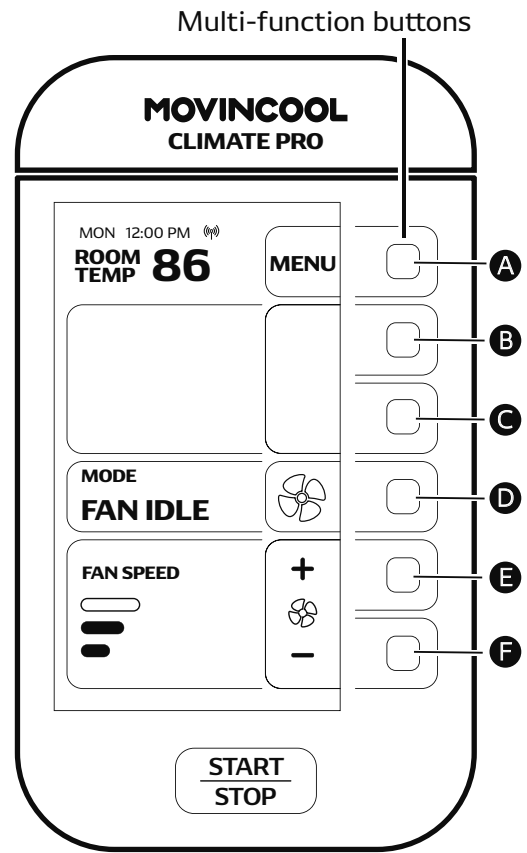 Multi-function buttons
MOVINCOOL
CLIMATE PRO
MON 12:00 PM
ROOM TEMP 86
MENU
A
B
C
MODE
FAN IDLE
D
FAN SPEED
+
E
–
F
START
STOP